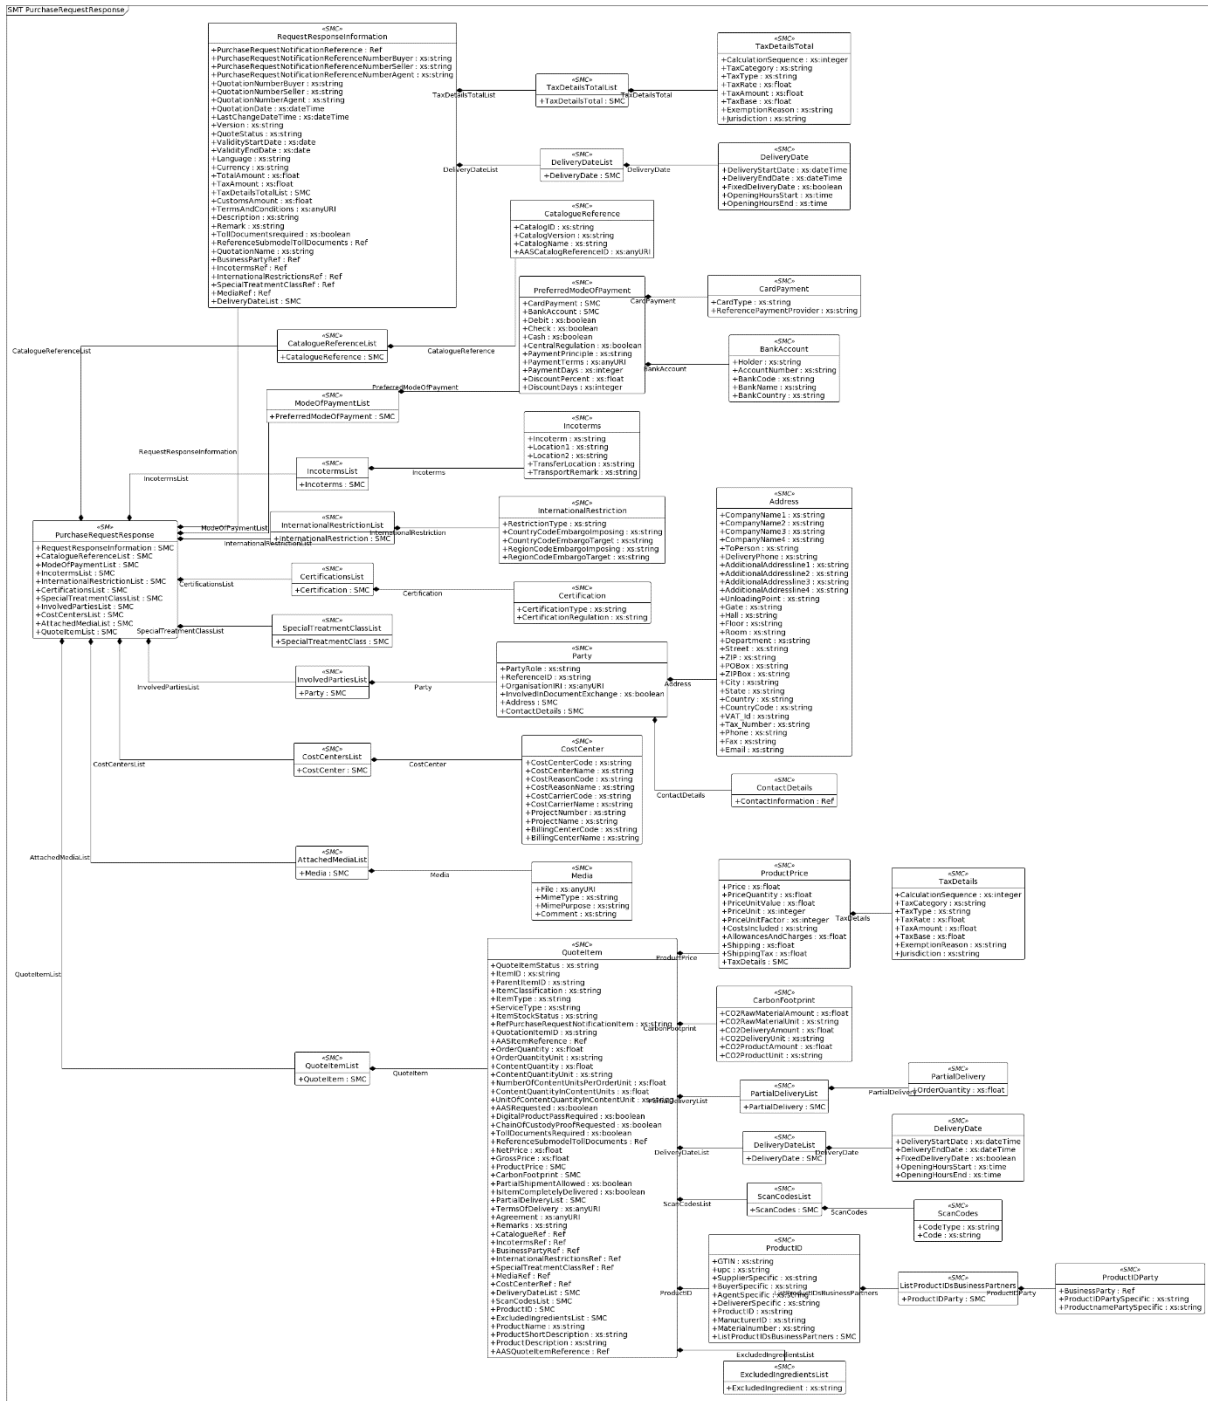 SMT PurchaseRequestResponse
«SMC»
RequestResponseInformation
+PurchaseRequestNotificationReference : Ref
+PurchaseRequestNotificationReferenceNumberBuyer : xs:string
+PurchaseRequestNotificationReferenceNumberSeller : xs:string
+PurchaseRequestNotificationReferenceNumberAgent : xs:string
+QuotationNumberBuyer : xs:string
+QuotationNumberSeller : xs:string
+QuotationNumberAgent : xs:string
+QuotationDate : xs:dateTime
+LastChangeDateTime : xs:dateTime
+Version : xs:string
+QuoteStatus : xs:string
+ValidityStartDate : xs:date
+ValidityEndDate : xs:date
+Language : xs:string
+Currency : xs:string
+TotalAmount : xs:float
+TaxAmount : xs:float
+TaxDetailsTotalList : SMC
+CustomsAmount : xs:float
+TermsAndConditions : xs:anyURI
+Description : xs:string
+Remark : xs:string
+TollDocumentsrequired : xs:boolean
+ReferenceSubmodelTollDocuments : Ref
+QuotationName : xs:string
+BusinessPartyRef : Ref
+IncotermsRef : Ref
+InternationalRestrictionsRef : Ref
+SpecialTreatmentClassRef : Ref
+MediaRef : Ref
+DeliveryDateList : SMC
TaxDetailsTotalList
«SMC»
TaxDetailsTotalList
+TaxDetailsTotal : SMC
TaxDetailsTotal
«SMC»
TaxDetailsTotal
+CalculationSequence : xs:integer
+TaxCategory : xs:string
+TaxType : xs:string
+TaxRate : xs:float
+TaxAmount : xs:float
+TaxBase : xs:float
+ExemptionReason : xs:string
+Jurisdiction : xs:string
DeliveryDateList
«SMC»
DeliveryDateList
+DeliveryDate : SMC
DeliveryDate
«SMC»
DeliveryDate
+DeliveryStartDate : xs:dateTime
+DeliveryEndDate : xs:dateTime
+FixedDeliveryDate : xs:boolean
+OpeningHoursStart : xs:time
+OpeningHoursEnd : xs:time
«SMC»
CatalogueReference
+CatalogID : xs:string
+CatalogVersion : xs:string
+CatalogName : xs:string
+AASCatalogReferenceID : xs:anyURI
«SMC»
PreferredModeOfPayment
+CardPayment : SMC
+BankAccount : SMC
+Debit : xs:boolean
+Check : xs:boolean
+Cash : xs:boolean
+CentralRegulation : xs:boolean
+PaymentPrinciple : xs:string
+PaymentTerms : xs:anyURI
+PaymentDays : xs:integer
+DiscountPercent : xs:float
+DiscountDays : xs:integer
CardPayment
«SMC»
CardPayment
+CardType : xs:string
+ReferencePaymentProvider : xs:string
BankAccount
«SMC»
BankAccount
+Holder : xs:string
+AccountNumber : xs:string
+BankCode : xs:string
+BankName : xs:string
+BankCountry : xs:string
CatalogueReferenceList
«SMC»
CatalogueReferenceList
+CatalogueReference : SMC
CatalogueReference
«SMC»
ModeOfPaymentList
+PreferredModeOfPayment : SMC
PreferredModeOfPayment
RequestResponseInformation
IncotermsList
«SMC»
IncotermsList
+Incoterms : SMC
Incoterms
«SMC»
Incoterms
+Incoterm : xs:string
+Location1 : xs:string
+Location2 : xs:string
+TransferLocation : xs:string
+TransportRemark : xs:string
«SM»
PurchaseRequestResponse
+RequestResponseInformation : SMC
+CatalogueReferenceList : SMC
+ModeOfPaymentList : SMC
+IncotermsList : SMC
+InternationalRestrictionList : SMC
+CertificationsList : SMC
+SpecialTreatmentClassList : SMC
+InvolvedPartiesList : SMC
+CostCentersList : SMC
+AttachedMediaList : SMC
+QuoteItemList : SMC
ModeOfPaymentList
InternationalRestrictionList
«SMC»
InternationalRestrictionList
+InternationalRestriction : SMC
InternationalRestriction
«SMC»
InternationalRestriction
+RestrictionType : xs:string
+CountryCodeEmbargoImposing : xs:string
+CountryCodeEmbargoTarget : xs:string
+RegionCodeEmbargoImposing : xs:string
+RegionCodeEmbargoTarget : xs:string
CertificationsList
«SMC»
CertificationsList
+Certification : SMC
Certification
«SMC»
Certification
+CertificationType : xs:string
+CertificationRegulation : xs:string
SpecialTreatmentClassList
«SMC»
SpecialTreatmentClassList
+SpecialTreatmentClass : SMC
InvolvedPartiesList
«SMC»
InvolvedPartiesList
+Party : SMC
Party
«SMC»
Party
+PartyRole : xs:string
+ReferenceID : xs:string
+OrganisationIRI : xs:anyURI
+InvolvedInDocumentExchange : xs:boolean
+Address : SMC
+ContactDetails : SMC
Address
«SMC»
Address
+CompanyName1 : xs:string
+CompanyName2 : xs:string
+CompanyName3 : xs:string
+CompanyName4 : xs:string
+ToPerson : xs:string
+DeliveryPhone : xs:string
+AdditionalAddressline1 : xs:string
+AdditionalAddressline2 : xs:string
+AdditionalAddressline3 : xs:string
+AdditionalAddressline4 : xs:string
+UnloadingPoint : xs:string
+Gate : xs:string
+Hall : xs:string
+Floor : xs:string
+Room : xs:string
+Department : xs:string
+Street : xs:string
+ZIP : xs:string
+POBox : xs:string
+ZIPBox : xs:string
+City : xs:string
+State : xs:string
+Country : xs:string
+CountryCode : xs:string
+VAT_Id : xs:string
+Tax_Number : xs:string
+Phone : xs:string
+Fax : xs:string
+Email : xs:string
ContactDetails
«SMC»
ContactDetails
+ContactInformation : Ref
CostCentersList
«SMC»
CostCentersList
+CostCenter : SMC
CostCenter
«SMC»
CostCenter
+CostCenterCode : xs:string
+CostCenterName : xs:string
+CostReasonCode : xs:string
+CostReasonName : xs:string
+CostCarrierCode : xs:string
+CostCarrierName : xs:string
+ProjectNumber : xs:string
+ProjectName : xs:string
+BillingCenterCode : xs:string
+BillingCenterName : xs:string
AttachedMediaList
«SMC»
AttachedMediaList
+Media : SMC
Media
«SMC»
Media
+File : xs:anyURI
+MimeType : xs:string
+MimePurpose : xs:string
+Comment : xs:string
QuoteItemList
«SMC»
QuoteItemList
+QuoteItem : SMC
QuoteItem
«SMC»
QuoteItem
+QuoteItemStatus : xs:string
+ItemID : xs:string
+ParentItemID : xs:string
+ItemClassification : xs:string
+ItemType : xs:string
+ServiceType : xs:string
+ItemStockStatus : xs:string
+RefPurchaseRequestNotificationItem : xs:string
+QuotationItemID : xs:string
+AASItemReference : Ref
+OrderQuantity : xs:float
+OrderQuantityUnit : xs:string
+ContentQuantity : xs:float
+ContentQuantityUnit : xs:string
+NumberOfContentUnitsPerOrderUnit : xs:float
+ContentQuantityInContentUnits : xs:float
+UnitOfContentQuantityInContentUnit : xs:string
+AASRequested : xs:boolean
+DigitalProductPassRequired : xs:boolean
+ChainOfCustodyProofRequested : xs:boolean
+TollDocumentsRequired : xs:boolean
+ReferenceSubmodelTollDocuments : Ref
+NetPrice : xs:float
+GrossPrice : xs:float
+ProductPrice : SMC
+CarbonFootprint : SMC
+PartialShipmentAllowed : xs:boolean
+IsItemCompletelyDelivered : xs:boolean
+PartialDeliveryList : SMC
+TermsOfDelivery : xs:anyURI
+Agreement : xs:anyURI
+Remarks : xs:string
+CatalogueRef : Ref
+IncotermsRef : Ref
+BusinessPartyRef : Ref
+InternationalRestrictionsRef : Ref
+SpecialTreatmentClassRef : Ref
+MediaRef : Ref
+CostCenterRef : Ref
+DeliveryDateList : SMC
+ScanCodesList : SMC
+ProductID : SMC
+ExcludedIngredientsList : SMC
+ProductName : xs:string
+ProductShortDescription : xs:string
+ProductDescription : xs:string
+AASQuoteItemReference : Ref
ProductPrice
«SMC»
ProductPrice
+Price : xs:float
+PriceQuantity : xs:float
+PriceUnitValue : xs:float
+PriceUnit : xs:integer
+PriceUnitFactor : xs:integer
+CostsIncluded : xs:string
+AllowancesAndCharges : xs:float
+Shipping : xs:float
+ShippingTax : xs:float
+TaxDetails : SMC
TaxDetails
«SMC»
TaxDetails
+CalculationSequence : xs:integer
+TaxCategory : xs:string
+TaxType : xs:string
+TaxRate : xs:float
+TaxAmount : xs:float
+TaxBase : xs:float
+ExemptionReason : xs:string
+Jurisdiction : xs:string
CarbonFootprint
«SMC»
CarbonFootprint
+CO2RawMaterialAmount : xs:float
+CO2RawMaterialUnit : xs:string
+CO2DeliveryAmount : xs:float
+CO2DeliveryUnit : xs:string
+CO2ProductAmount : xs:float
+CO2ProductUnit : xs:string
PartialDeliveryList
«SMC»
PartialDeliveryList
+PartialDelivery : SMC
PartialDelivery
«SMC»
PartialDelivery
+OrderQuantity : xs:float
DeliveryDateList
«SMC»
DeliveryDateList
+DeliveryDate : SMC
DeliveryDate
«SMC»
DeliveryDate
+DeliveryStartDate : xs:dateTime
+DeliveryEndDate : xs:dateTime
+FixedDeliveryDate : xs:boolean
+OpeningHoursStart : xs:time
+OpeningHoursEnd : xs:time
ScanCodesList
«SMC»
ScanCodesList
+ScanCodes : SMC
ScanCodes
«SMC»
ScanCodes
+CodeType : xs:string
+Code : xs:string
ProductID
«SMC»
ProductID
+GTIN : xs:string
+upc : xs:string
+SupplierSpecific : xs:string
+BuyerSpecific : xs:string
+AgentSpecific : xs:string
+DelivererSpecific : xs:string
+ProductID : xs:string
+ManucturerID : xs:string
+Materialnumber : xs:string
+ListProductIDsBusinessPartners : SMC
ListProductIDsBusinessPartners
«SMC»
ListProductIDsBusinessPartners
+ProductIDParty : SMC
ProductIDParty
«SMC»
ProductIDParty
+BusinessParty : Ref
+ProductIDPartySpecific : xs:string
+ProductnamePartySpecific : xs:string
ExcludedIngredientsList
«SMC»
ExcludedIngredientsList
+ExcludedIngredient : xs:string